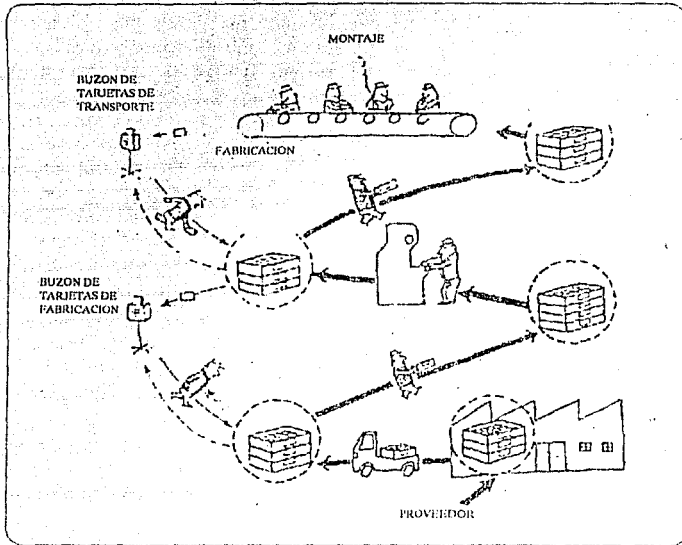 MONTAJE
BUZON DE
TARJETAS DE
TRANSPORTE
FABRICACION
BUZON DE
TARJETAS DE
FABRICACION
PROVEEDOR